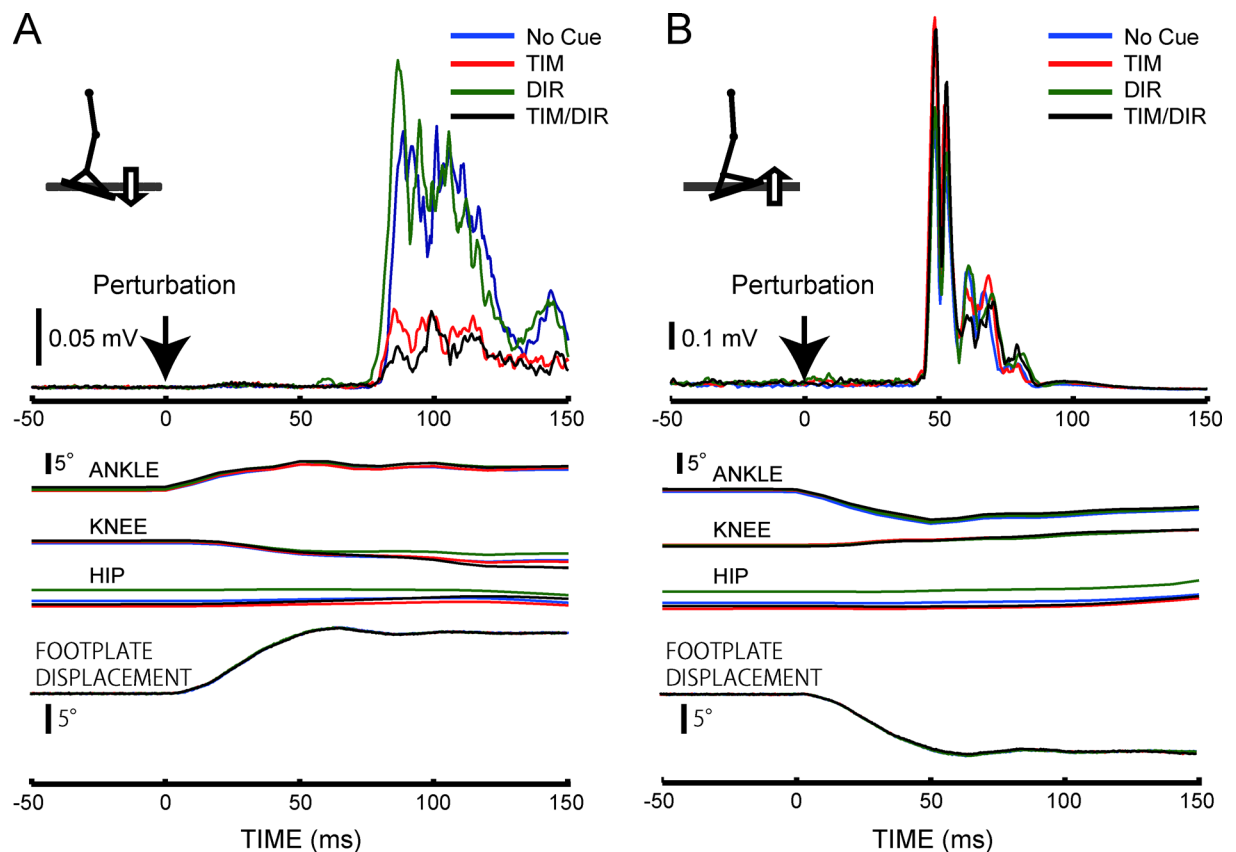 A
No Cue
TIM
DIR
TIM/DIR
Perturbation
0.05 mV
-50 0 50 100 150
5°
ANKLE
KNEE
HIP
FOOTPLATE
DISPLACEMENT
5°
-50 0 50 100 150
TIME (ms)
B
No Cue
TIM
DIR
TIM/DIR
Perturbation
0.1 mV
-50 0 50 100 150
5°
ANKLE
KNEE
HIP
FOOTPLATE
DISPLACEMENT
5°
-50 0 50 100 150
TIME (ms)